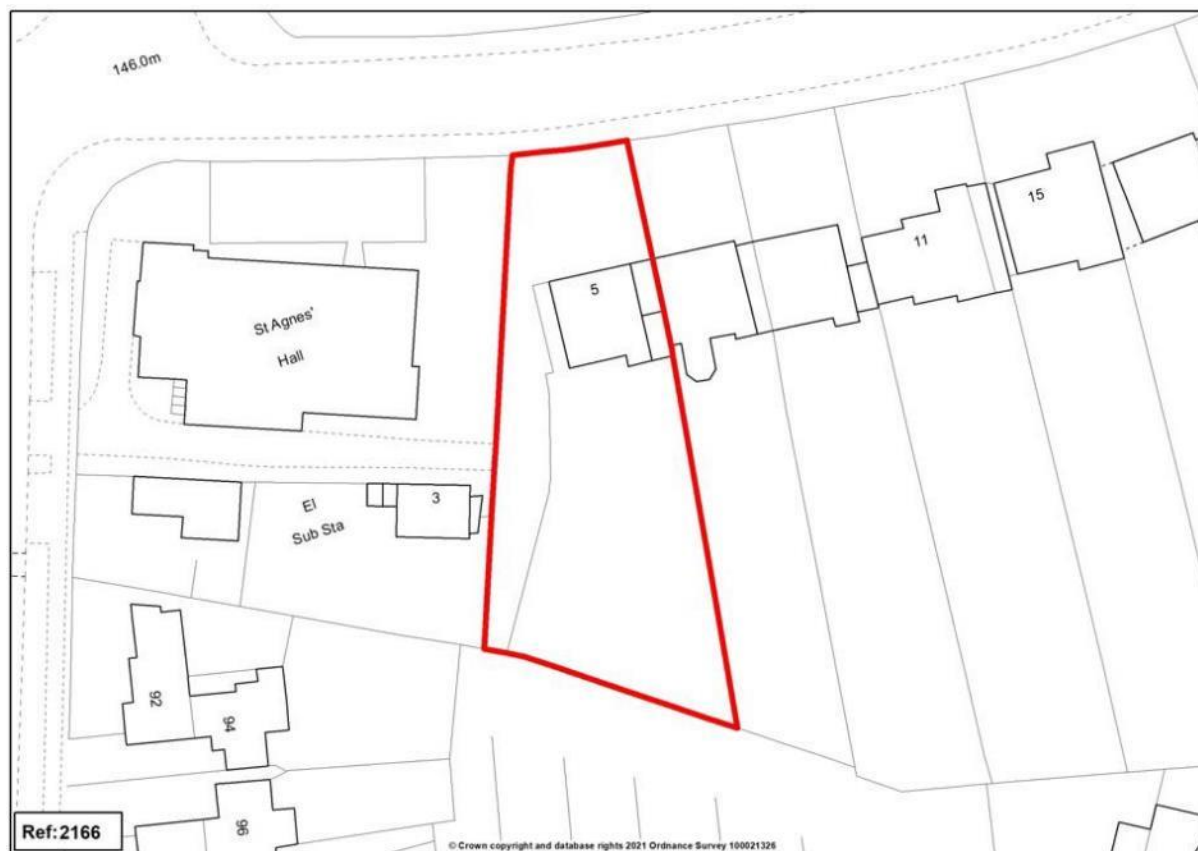 146.0m
15
11
5
St Agnes'
Hall
3
El
Sub Sta
92
94
96
Ref:2166
© Crown copyright and database rights 2021 Ordnance Survey 100021326